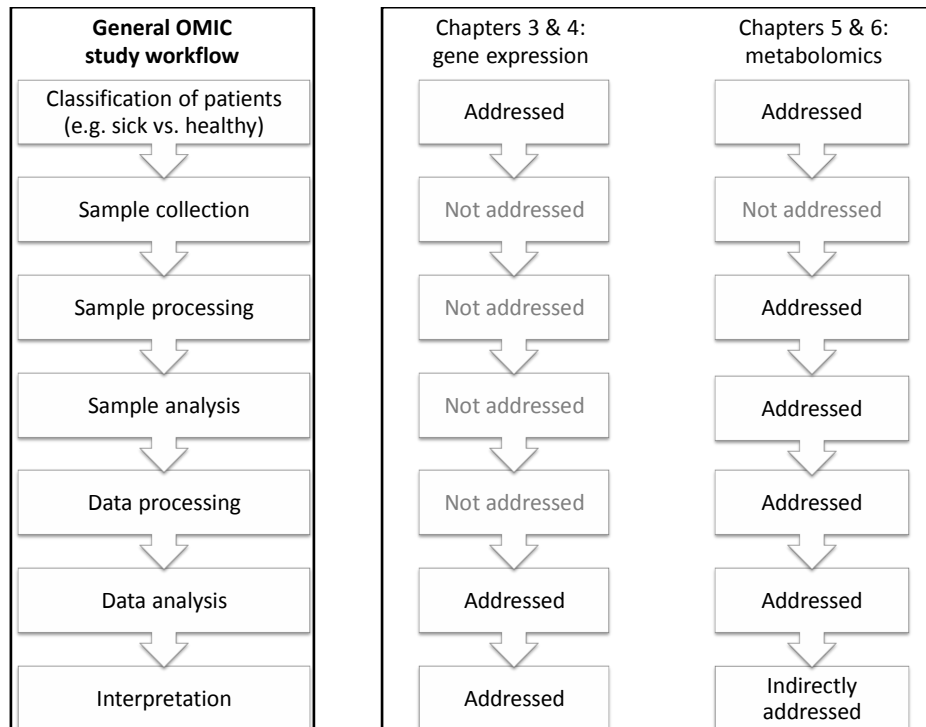 General OMIC
study workflow
Classification of patients
(e.g. sick vs. healthy)
Sample collection
Sample processing
Sample analysis
Data processing
Data analysis
Interpretation
Chapters 3 & 4:
gene expression
Addressed
Not addressed
Not addressed
Not addressed
Not addressed
Addressed
Addressed
Chapters 5 & 6:
metabolomics
Addressed
Not addressed
Addressed
Addressed
Addressed
Addressed
Indirectly
addressed